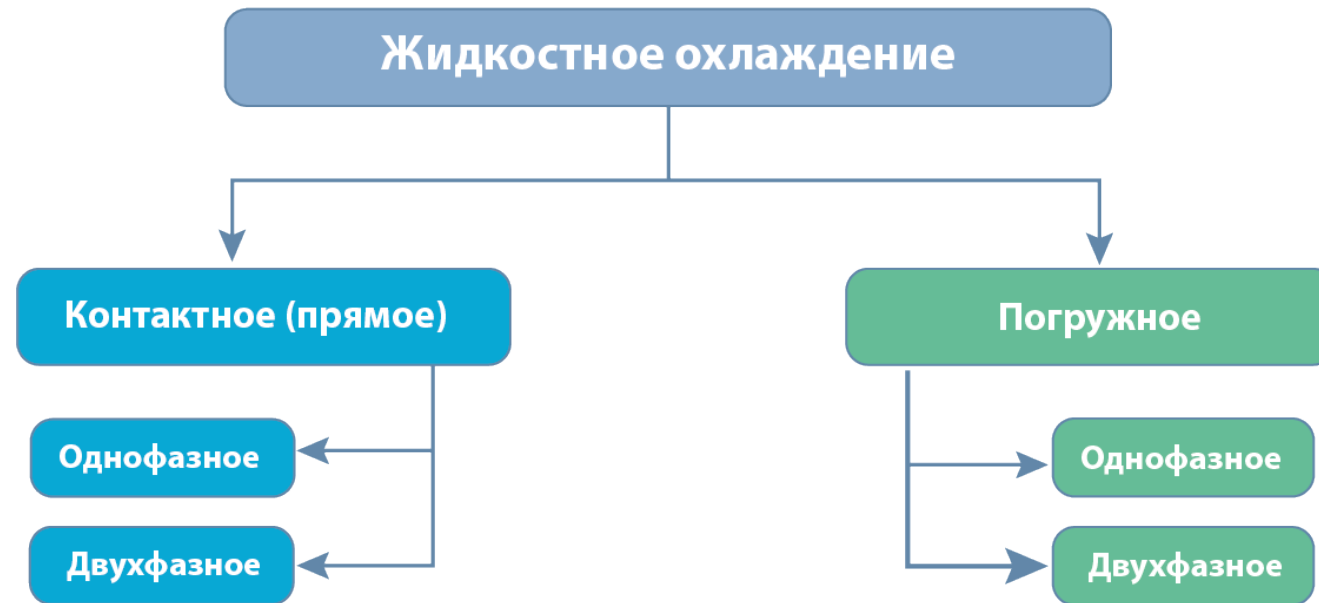 Жидкостное охлаждение
Контактное (прямое)
Погружное
Однофазное
Однофазное
Двухфазное
Двухфазное